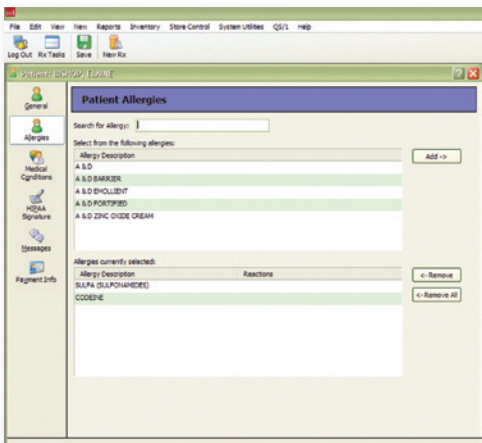 File Edit View New Reports Inventory Store Control System Utilities QS/1 Help
Log Out Rx Tasks Save New Rx
Patient: BISHOP, ELAINE
General
Allergies
Medical
Conditions
HIPAA
Signature
Messages
Payment Info
Patient Allergies
Search for Allergy:
Select from the following allergies:
Allergy Description
A & D
A & D BARRIER
A & D EMOLLIENT
A & D FORTIFIED
A & D ZINC OXIDE CREAM
Add ->
Allergies currently selected:
Allergy Description Reactions
SULFA (SULFONAMIDES)
CODEINE
<- Remove
<- Remove All